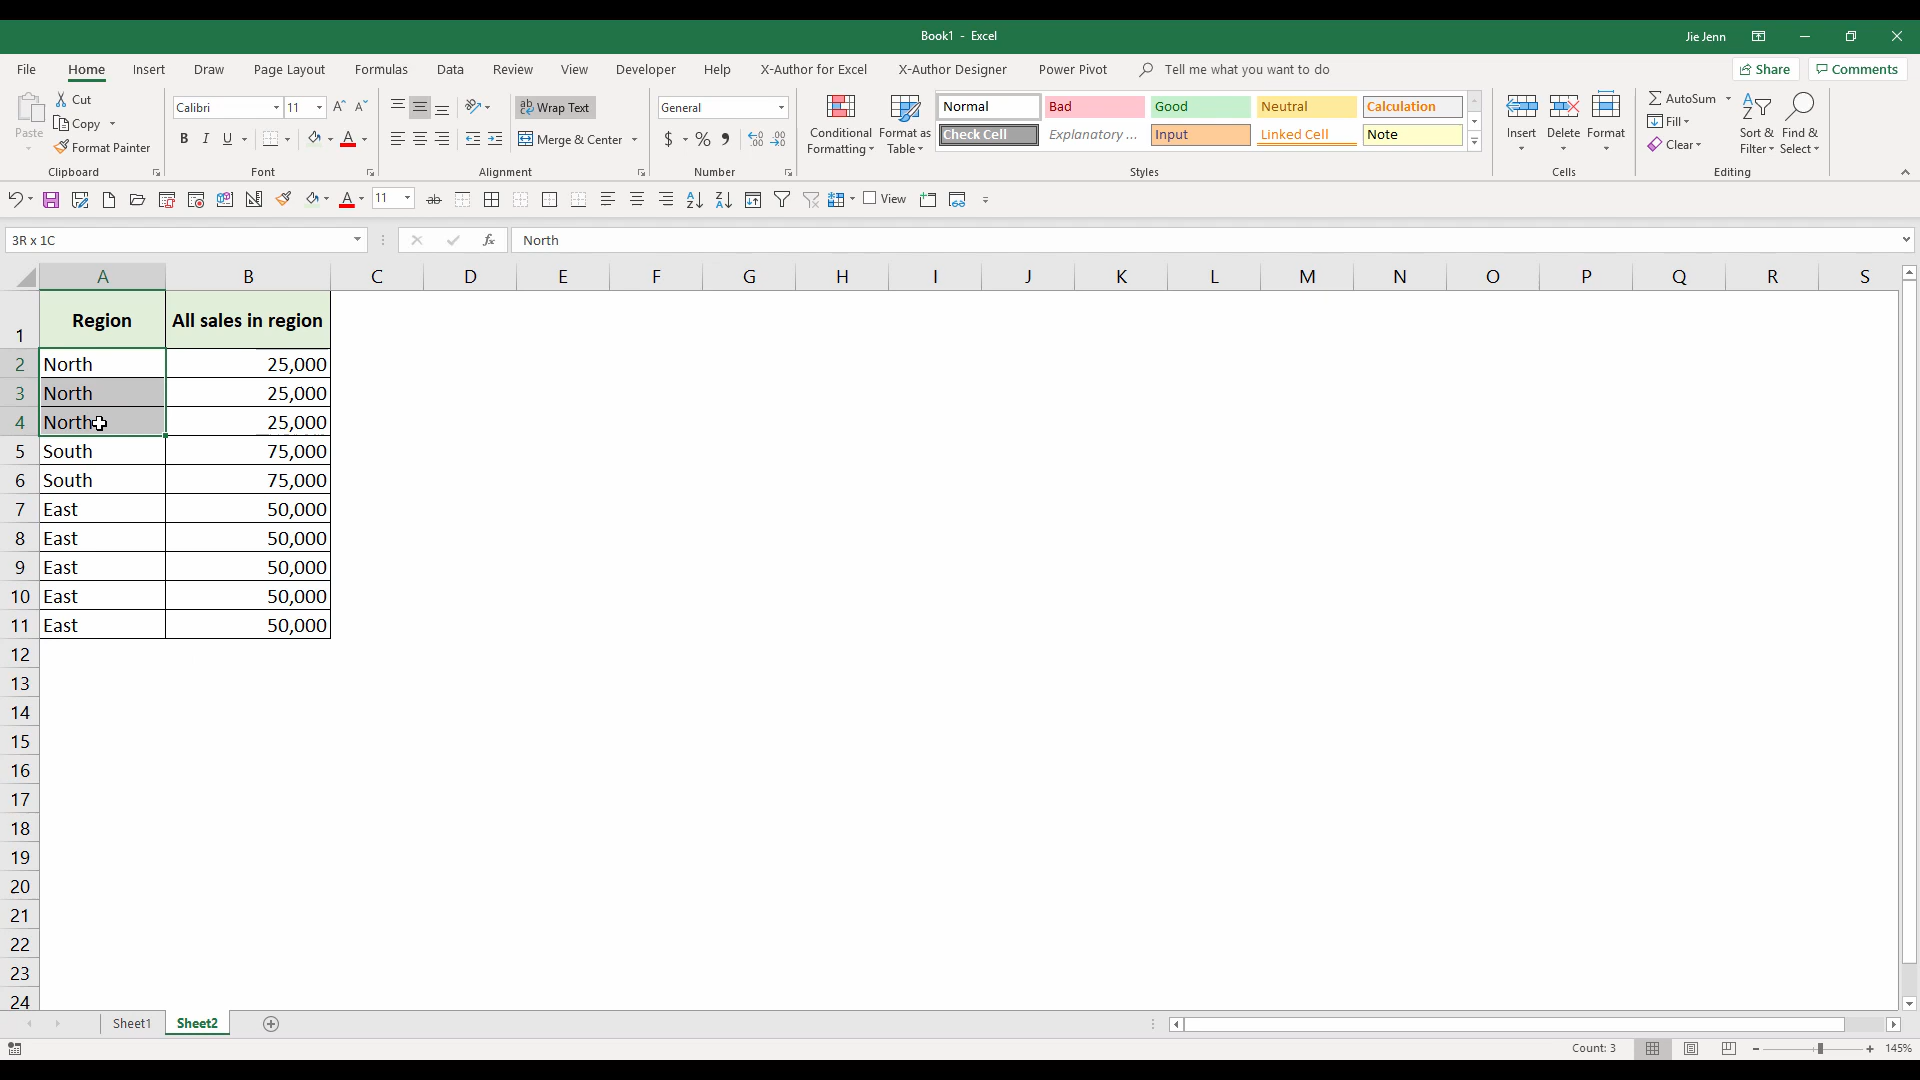 Book1 - Excel
Jie Jenn
File Home Insert Draw Page Layout Formulas Data Review View Developer Help X-Author for Excel X-Author Designer Power Pivot Tell me what you want to do Share Comments
Paste
Cut
Copy
Format Painter
Clipboard
Calibri 11
B I U
Font
Wrap Text
Merge & Center
Alignment
General
$ % ,
Number
Conditional Formatting
Format as Table
Normal Bad Good Neutral Calculation
Check Cell Explanatory ... Input Linked Cell Note
Styles
Insert Delete Format
Cells
AutoSum
Fill
Clear
Sort & Filter
Find & Select
Editing
11 ab View
3R x 1C fx North
A B C D E F G H I J K L M N O P Q R S
1 Region All sales in region
2 North 25,000
3 North 25,000
4 North 25,000
5 South 75,000
6 South 75,000
7 East 50,000
8 East 50,000
9 East 50,000
10 East 50,000
11 East 50,000
12
13
14
15
16
17
18
19
20
21
22
23
24
Sheet1 Sheet2
Count: 3 145%